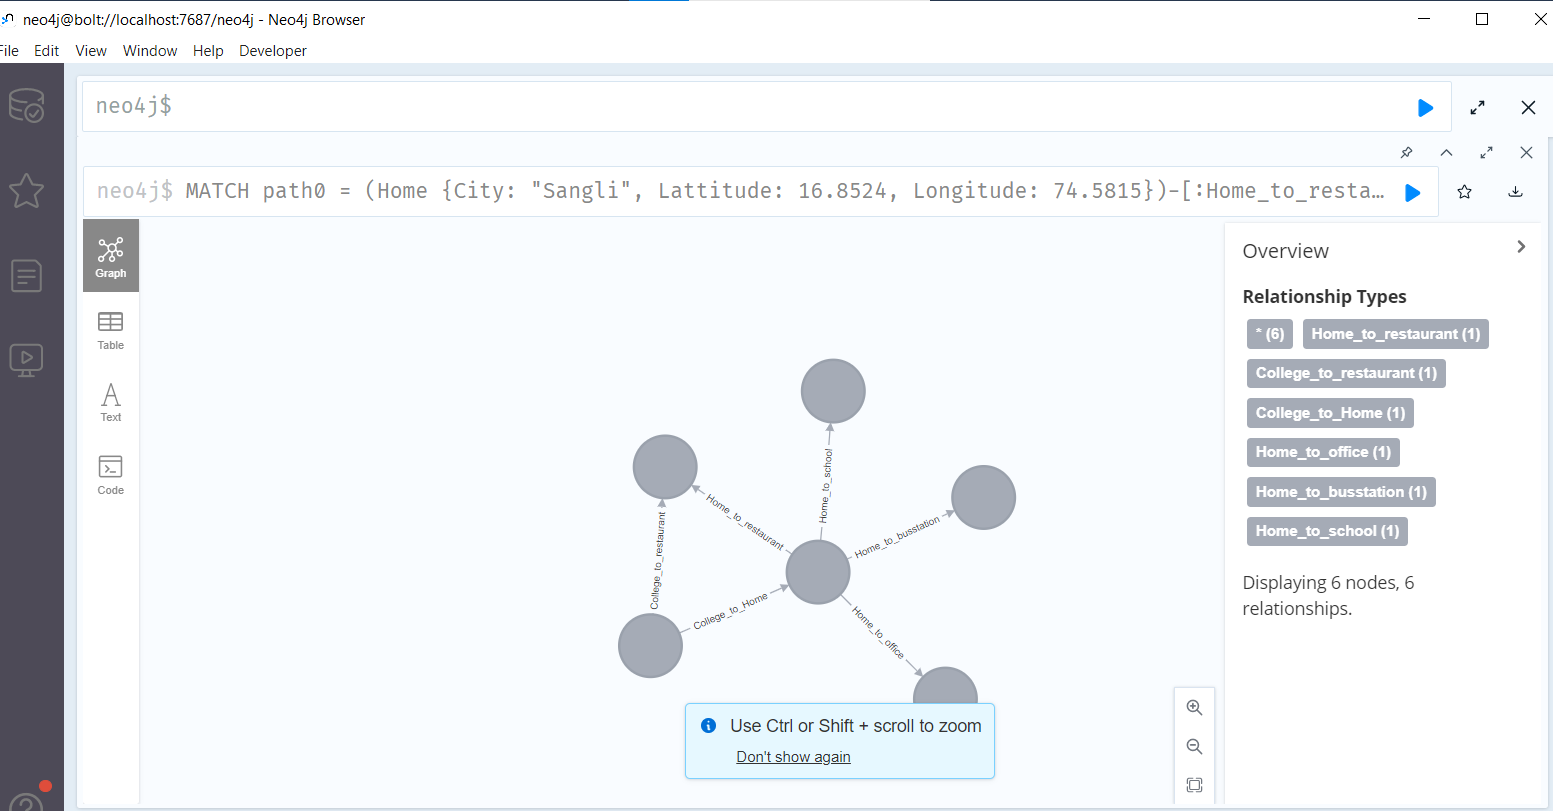 neo4j@bolt://localhost:7687/neo4j - Neo4j Browser
File Edit View Window Help Developer
neo4j$
neo4j$ MATCH path0 = (Home {City: "Sangli", Lattitude: 16.8524, Longitude: 74.5815})-[:Home_to_resta…
Graph
Table
Text
Code
Home_to_school
Home_to_restaurant
Home_to_busstation
College_to_restaurant
College_to_Home
Home_to_office
Use Ctrl or Shift + scroll to zoom
Don't show again
Overview
Relationship Types
* (6) Home_to_restaurant (1)
College_to_restaurant (1)
College_to_Home (1)
Home_to_office (1)
Home_to_busstation (1)
Home_to_school (1)
Displaying 6 nodes, 6
relationships.